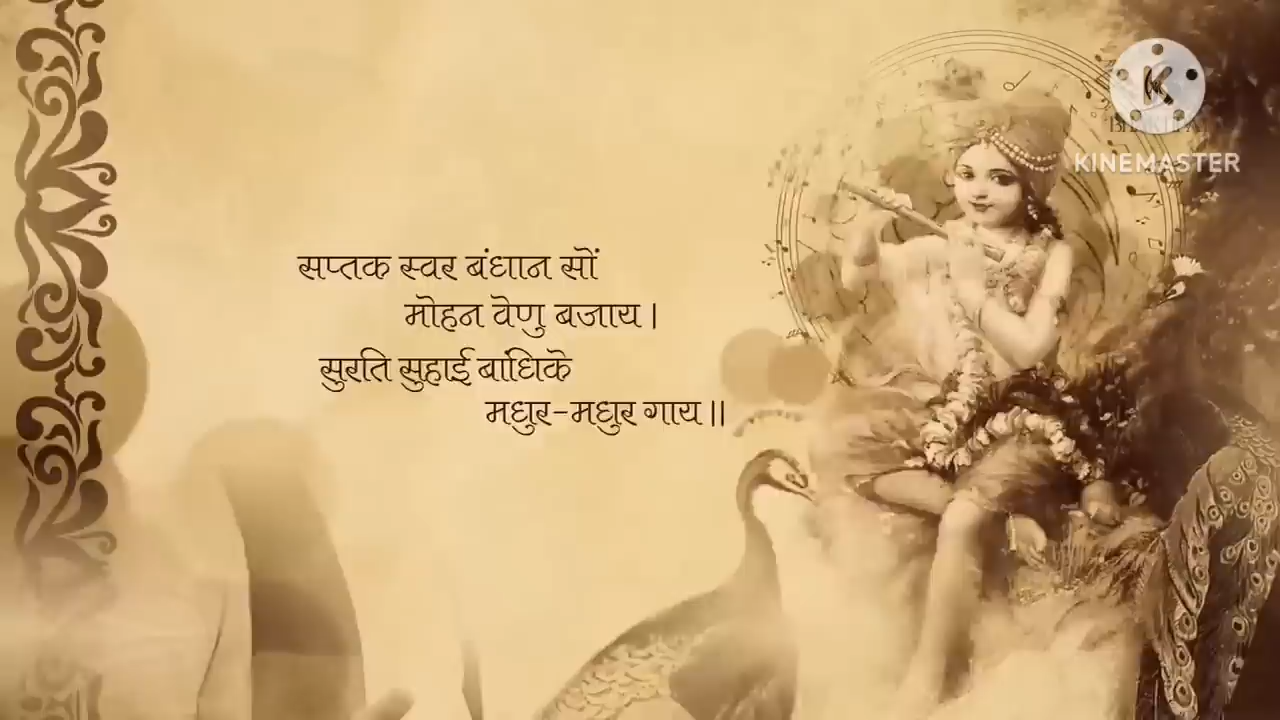 सप्तक स्वर बंधान सों
मोहन वेणु बजाय।
सुरति सुहाई बांधिके
मधुर-मधुर गाय॥
K
KINEMASTER